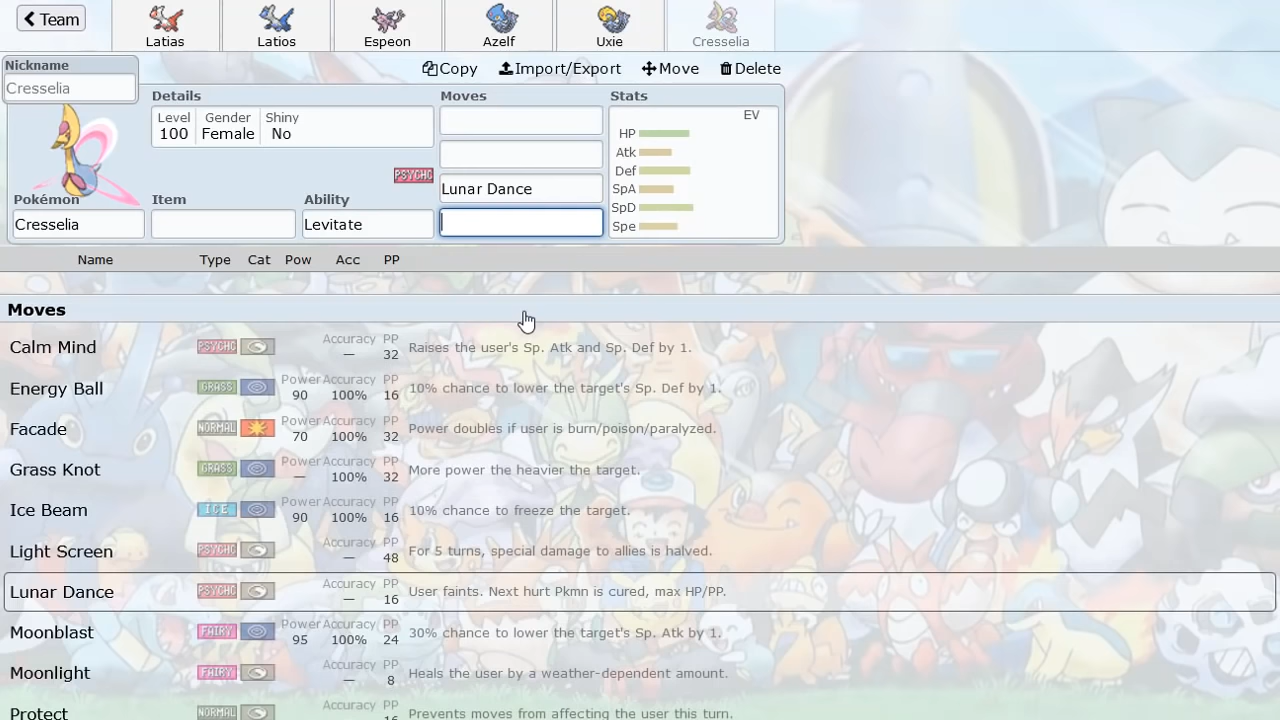 Team
Latias
Latios
Espeon
Azelf
Uxie
Cresselia
Nickname
Cresselia
Copy
Import/Export
Move
Delete
Details
Moves
Stats
Level
Gender
Shiny
100
Female
No
EV
HP
Atk
Def
SpA
SpD
Spe
PSYCHC
Lunar Dance
Pokémon
Item
Ability
Cresselia
Levitate
Name Type Cat Pow Acc PP
Moves
Calm Mind PSYCHC Accuracy — PP 32 Raises the user's Sp. Atk and Sp. Def by 1.
Energy Ball GRASS Power 90 Accuracy 100% PP 16 10% chance to lower the target's Sp. Def by 1.
Facade NORMAL Power 70 Accuracy 100% PP 32 Power doubles if user is burn/poison/paralyzed.
Grass Knot GRASS Power — Accuracy 100% PP 32 More power the heavier the target.
Ice Beam ICE Power 90 Accuracy 100% PP 16 10% chance to freeze the target.
Light Screen PSYCHC Accuracy — PP 48 For 5 turns, special damage to allies is halved.
Lunar Dance PSYCHC Accuracy — PP 16 User faints. Next hurt Pkmn is cured, max HP/PP.
Moonblast FAIRY Power 95 Accuracy 100% PP 24 30% chance to lower the target's Sp. Atk by 1.
Moonlight FAIRY Accuracy — PP 8 Heals the user by a weather-dependent amount.
Protect NORMAL Accuracy PP 16 Prevents moves from affecting the user this turn.